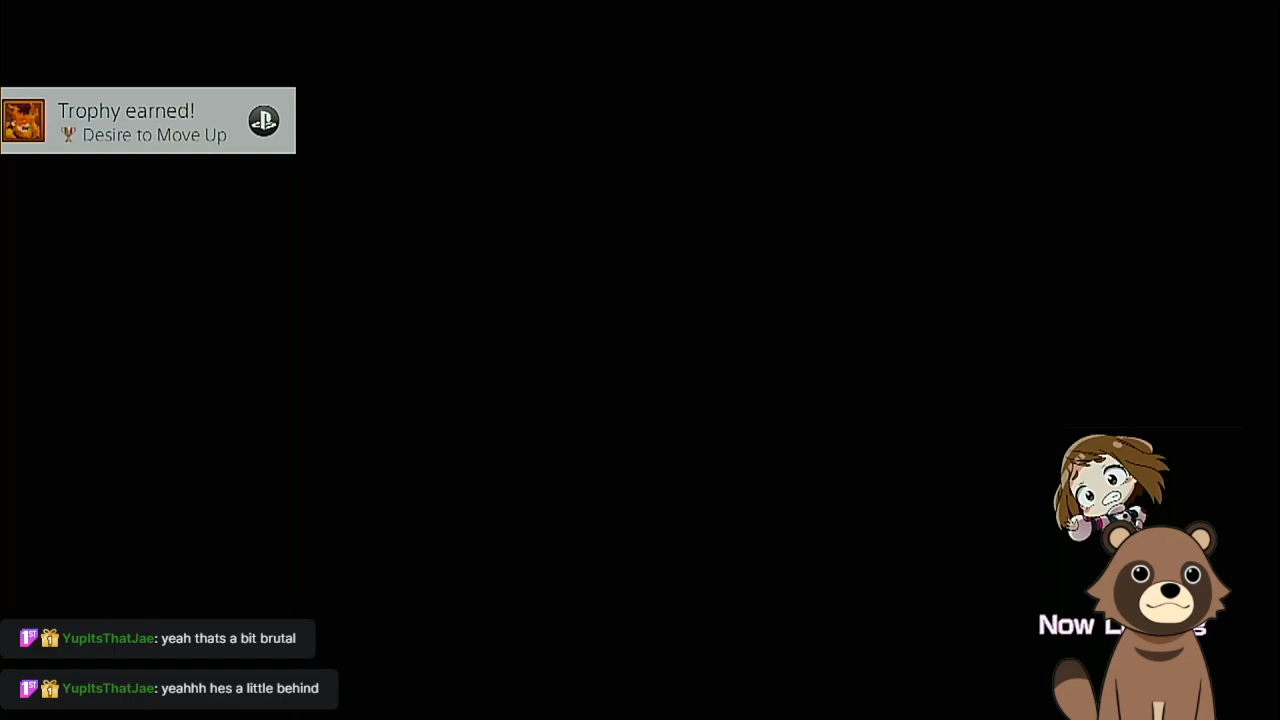 Trophy earned!
Desire to Move Up
YupItsThatJae: yeah thats a bit brutal
YupItsThatJae: yeahhh hes a little behind
Now